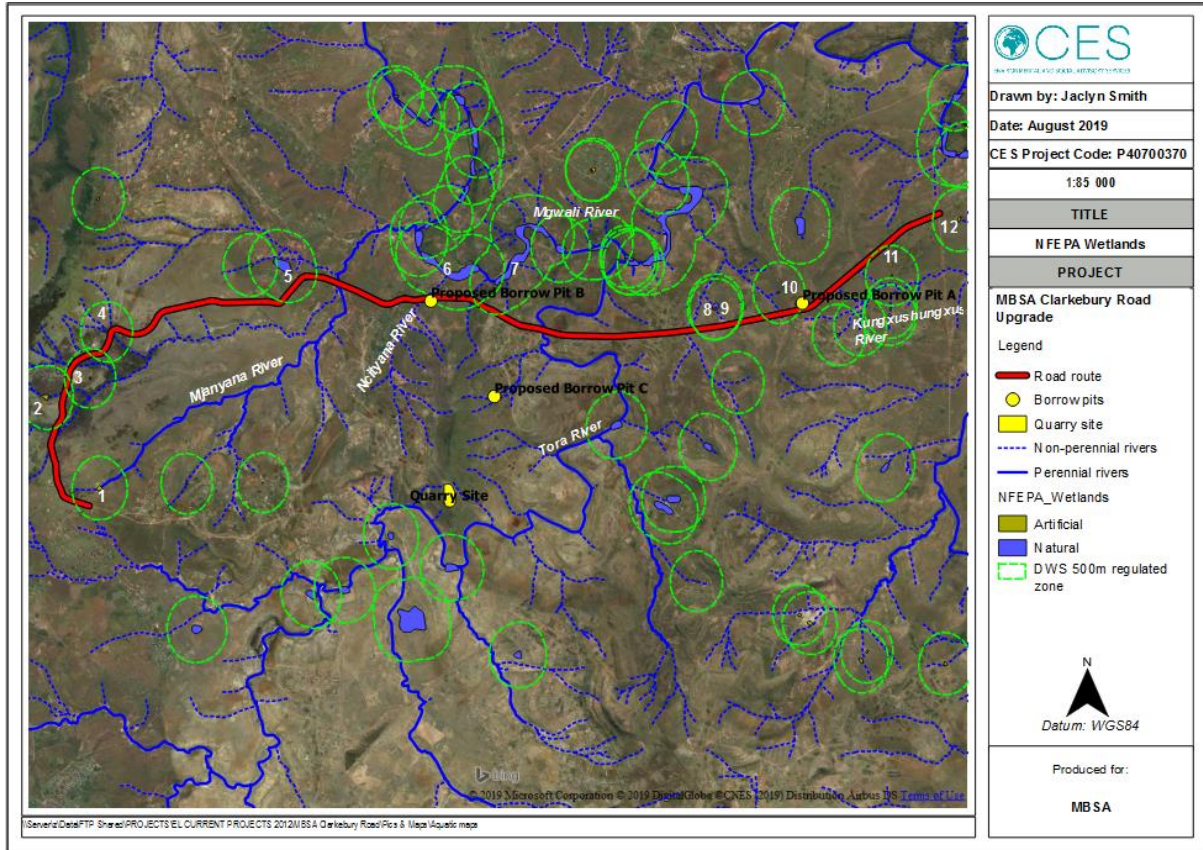 Mgwali River
6
7
5
Proposed Borrow Pit B
4
3
2
Mjanyana River
Ncityana River
1
Proposed Borrow Pit C
Tora River
Quarry Site
8 9
10
Proposed Borrow Pit A
11
12
River
bing
© 2019 Microsoft Corporation © 2019 DigitalGlobe ©CNES (2019) Distribution Airbus DS Terms of Use
CES
Drawn by: Jaclyn Smith
Date: August 2019
CES Project Code: P40700370
1:85 000
TITLE
NFEPA Wetlands
PROJECT
MBSA Clarkebury Road
Upgrade
Legend
Road route
Borrow pits
Quarry site
Non-perennial rivers
Perennial rivers
NFEPA_Wetlands
Artificial
Natural
DWS 500m regulated
zone
N
Datum: WGS84
Produced for:
MBSA